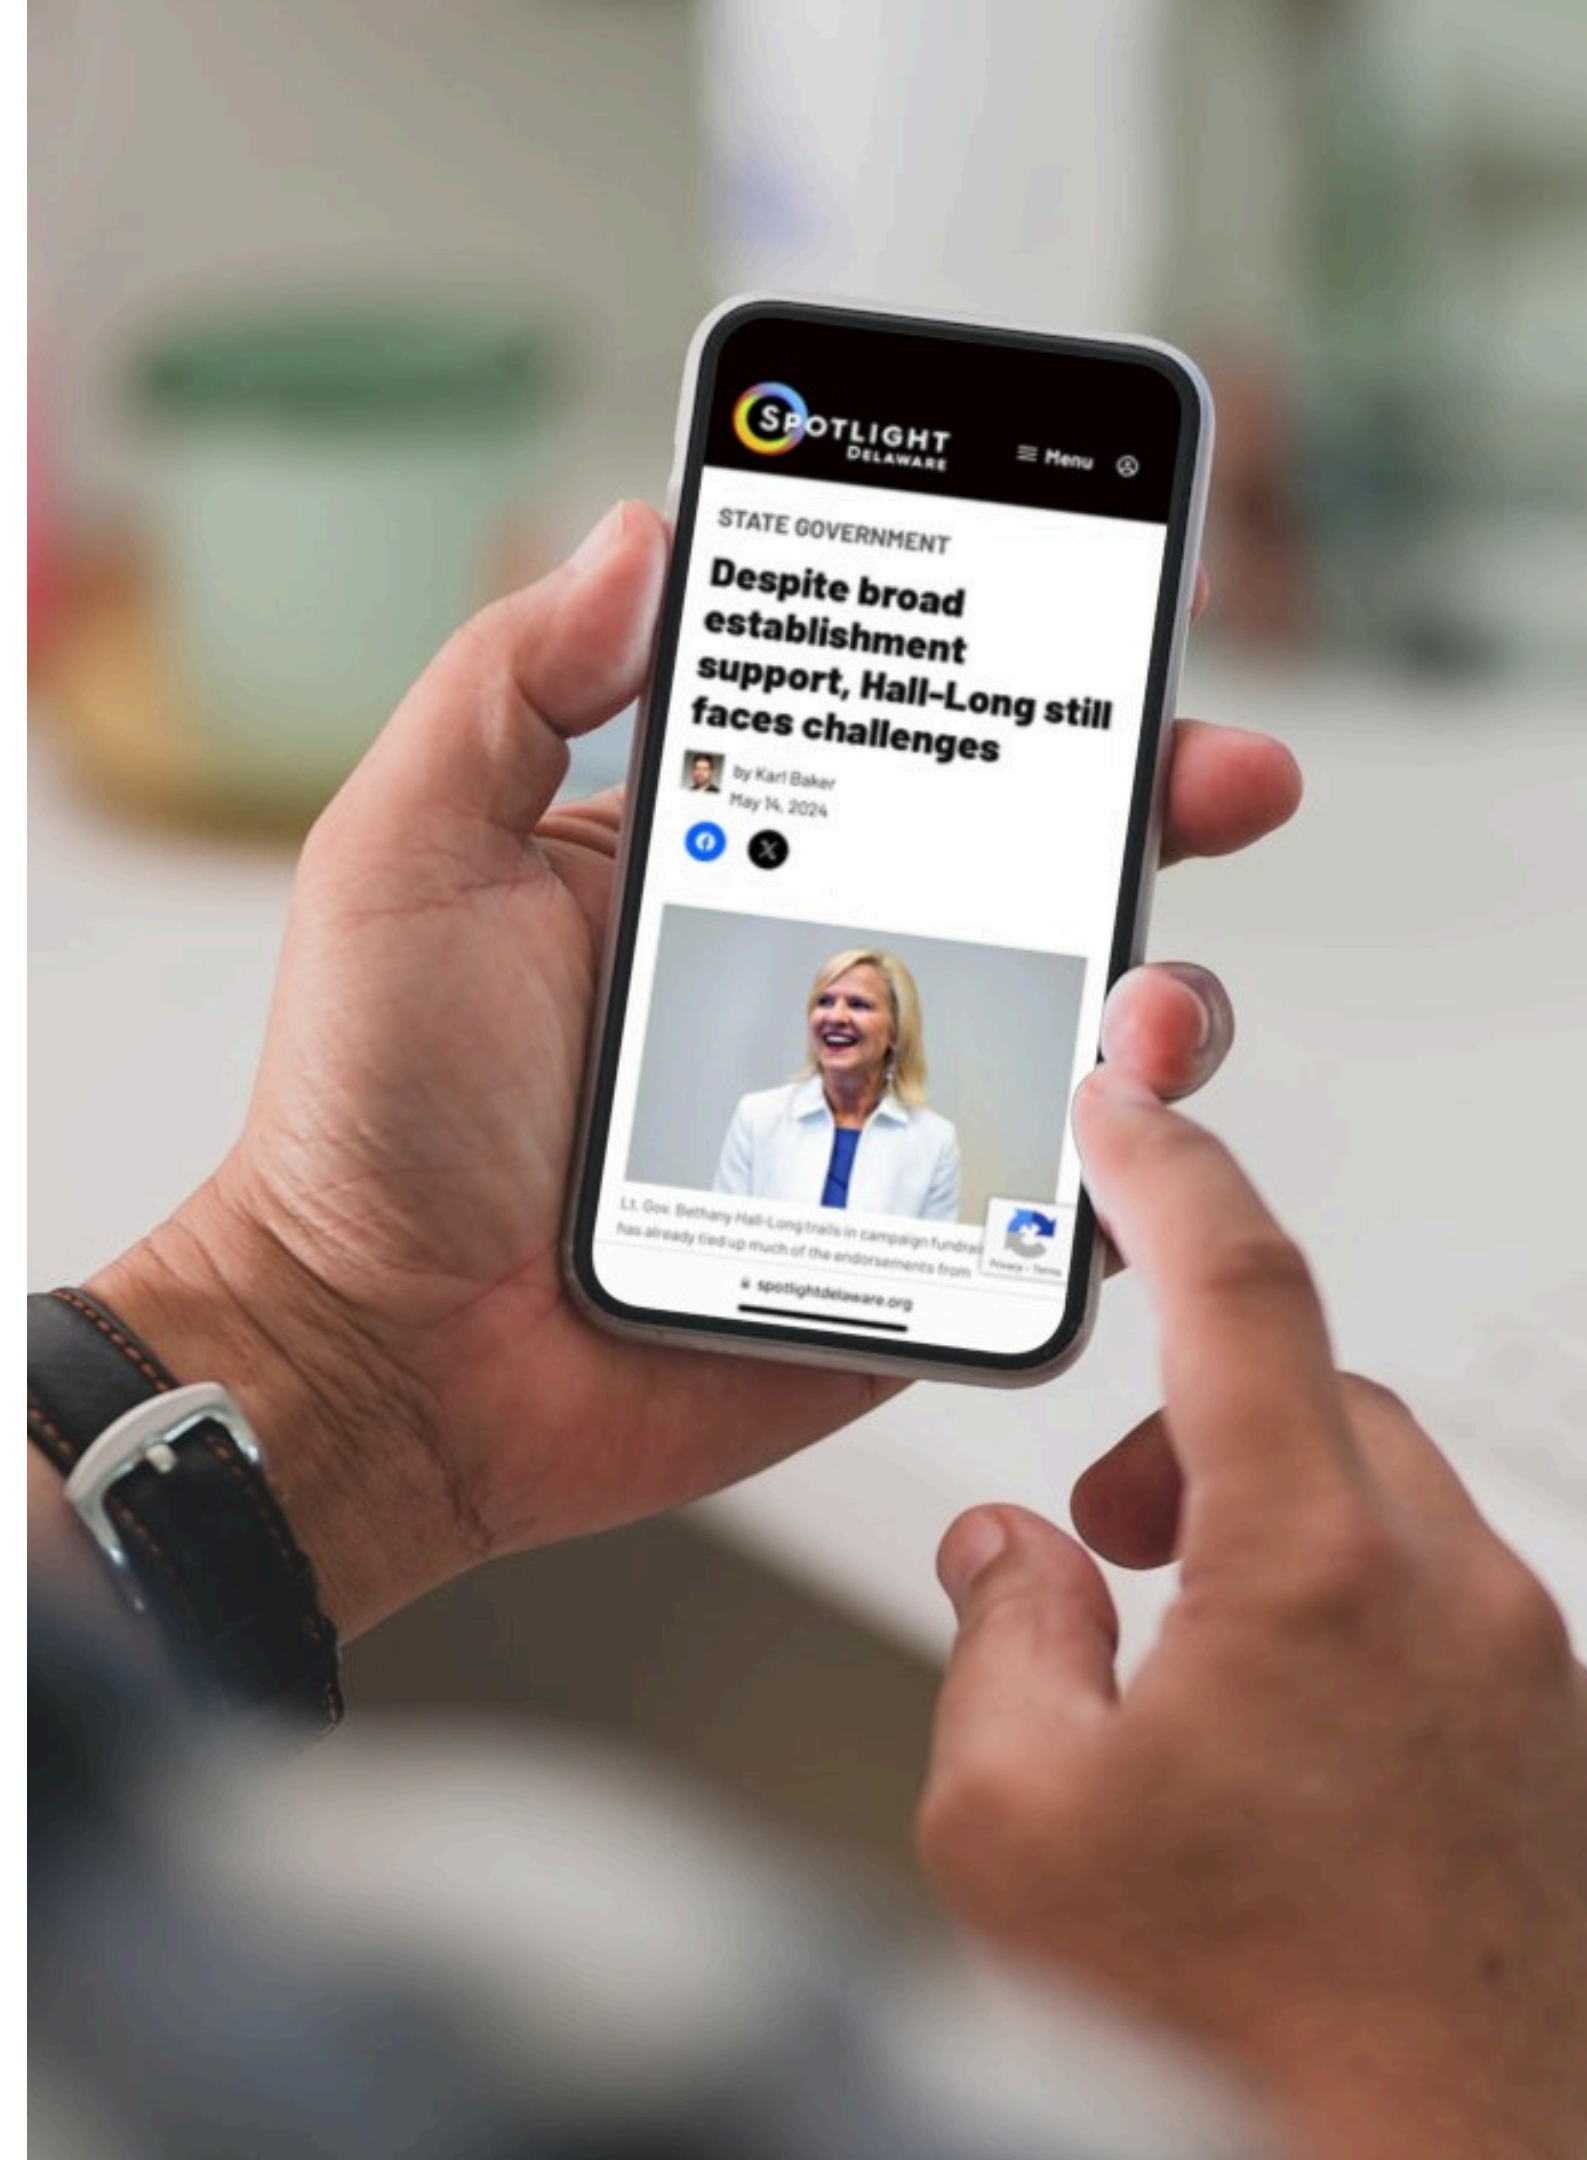 SPOTLIGHT
DELAWARE
Menu
STATE GOVERNMENT
Despite broad
establishment
support, Hall-Long still
faces challenges
by Karl Baker
May 14, 2024
Lt. Gov. Bethany Hall-Long trails in campaign fundrai
has already tied up much of the endorsements from
Privacy - Terms
spotlightdelaware.org